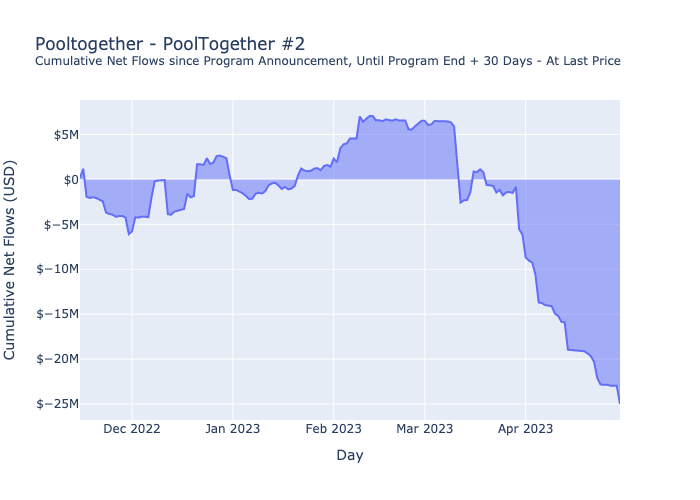 Pooltogether - PoolTogether #2
Cumulative Net Flows since Program Announcement, Until Program End + 30 Days - At Last Price
Cumulative Net Flows (USD)
$5M
$0
$−5M
$−10M
$−15M
$−20M
$−25M
Dec 2022
Jan 2023
Feb 2023
Mar 2023
Apr 2023
Day